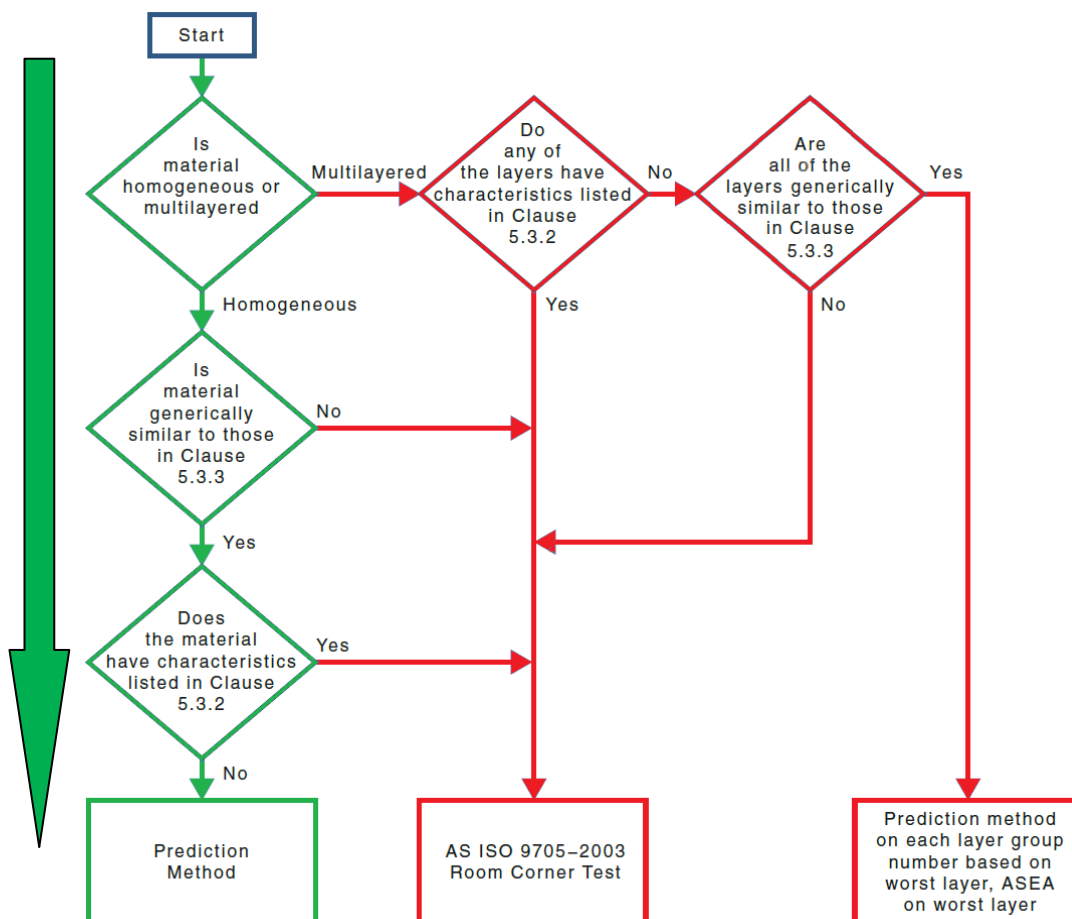 Start
Is
material
homogeneous or
multilayered
Multilayered
Do
any of
the layers have
characteristics listed
in Clause
5.3.2
No
Are
all of the
layers generically
similar to those
in Clause
5.3.3
Yes
Homogeneous
Yes
No
Is
material
generically
similar to those
in Clause
5.3.3
No
Yes
Does
the material
have characteristics
listed in Clause
5.3.2
Yes
No
Prediction
Method
AS ISO 9705–2003
Room Corner Test
Prediction method
on each layer group
number based on
worst layer, ASEA
on worst layer